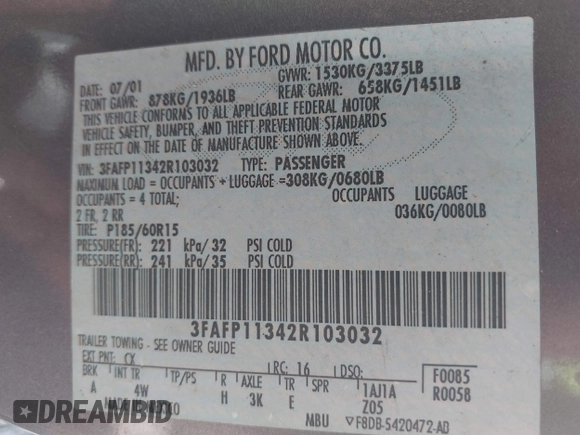 MFD. BY FORD MOTOR CO.
DATE: 07/01 GVWR: 1530KG/3375LB
FRONT GAWR: 878KG/1936LB REAR GAWR: 658KG/1451LB
THIS VEHICLE CONFORMS TO ALL APPLICABLE FEDERAL MOTOR
VEHICLE SAFETY, BUMPER, AND THEFT PREVENTION STANDARDS
IN EFFECT ON THE DATE OF MANUFACTURE SHOWN ABOVE.
VIN: 3FAFP11342R103032 TYPE: PASSENGER
MAXIMUM LOAD = OCCUPANTS + LUGGAGE =308KG/0680LB
OCCUPANTS = 4 TOTAL; OCCUPANTS LUGGAGE
2 FR, 2 RR 036KG/0080LB
TIRE: P185/60R15
PRESSURE(FR): 221 kPa/ 32 PSI COLD
PRESSURE(RR): 241 kPa/ 35 PSI COLD
3FAFP11342R103032
TRAILER TOWING - SEE OWNER GUIDE
EXT PNT: CX RC: 16 DSO: F0085
BRK INT TR TP/PS R AXLE TR SPR R0058
A 4W H 3K E 1AJ1A
Z05
MBU F8DB-5420472-AB
DREAMBID